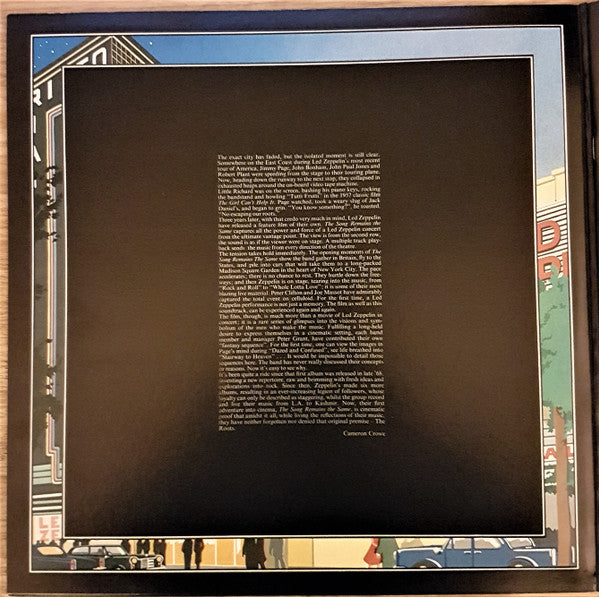 The exact city has faded, but the isolated moment is still clear.
Somewhere on the East Coast during Led Zeppelin's most recent
tour of America, Jimmy Page, John Bonham, John Paul Jones and
Robert Plant were speeding from the stage to their touring plane.
Now, heading down the runway to the next stop, they collapsed in
exhausted heaps around the on-board video tape machine.
Little Richard was on the screen, bashing his piano keys, rocking
the bandstand and howling "Tutti Frutti" in the 1957 classic film
The Girl Can't Help It. Page watched, took a weary slug of Jack
Daniel's, and began to grin. "You know something?", he toasted.
"No escaping our roots."
Three years later, with that credo very much in mind, Led Zeppelin
have released a feature film of their own. The Song Remains the
Same captures all the power and force of a Led Zeppelin concert
from the ultimate vantage point. The view is from the second row,
the sound is as if the viewer were on stage. A multiple track play-
back sends the music from every direction of the theatre.
The tension takes hold immediately. The opening moments of The
Song Remains The Same show the band gather in Britain, fly to the
States, and pile into cars that will take them to a long-packed
Madison Square Garden in the heart of New York City. The pace
accelerates; there is no chance to rest. They hurtle down the free-
ways; and then Zeppelin is on stage, tearing into the music, from
"Rock and Roll" to "Whole Lotta Love"; it is some of their most
blazing live material. Peter Clifton and Joe Massot have admirably
captured the total event on celluloid. For the first time, a Led
Zeppelin performance is not just a memory. The film as well as this
soundtrack, can be experienced again and again.
The film, though, is much more than a movie of Led Zeppelin in
concert; it is a rare series of glimpses into the visions and sym-
bolism of the men who make the music. Fulfilling a long-held
desire to express themselves in a cinematic setting, each band
member and manager Peter Grant, have contributed their own
"fantasy sequence". For the first time, one can view the images in
Page's mind during "Dazed and Confused", see life breathed into
"Stairway to Heaven". . . . It would be impossible to detail those
sequences here. The band has never really discussed their concepts
or reasons. Now it's easy to see why.
It's been quite a ride since that first album was released in late '68.
inventing a new repertoire, raw and brimming with fresh ideas and
explorations into rock. Since then, Zeppelin's made six more
albums, resulting in an ever-increasing legion of followers, whose
loyalty can only be described as staggering, whilst the group record
and live their music from L.A. to Kashmir. Now, their first
adventure into cinema, The Song Remains the Same, is cinematic
proof that amidst it all, while living the reflections of their music,
they have neither forgotten nor denied that original premise - The
Roots.
Cameron Crowe
LE
ZE